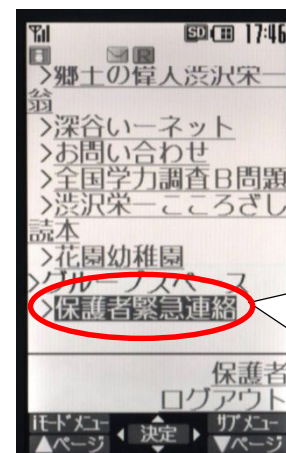 SD 17:46
R
>郷土の偉人渋沢栄一
翁
>深谷いーネット
>お問い合わせ
>全国学力調査B問題
>渋沢栄一こころざし
読本
>花園幼稚園
>グループスペース
>保護者緊急連絡
保護者
ログアウト
iモードメニュー 決定 サブメニュー
▲ページ ▼ページ